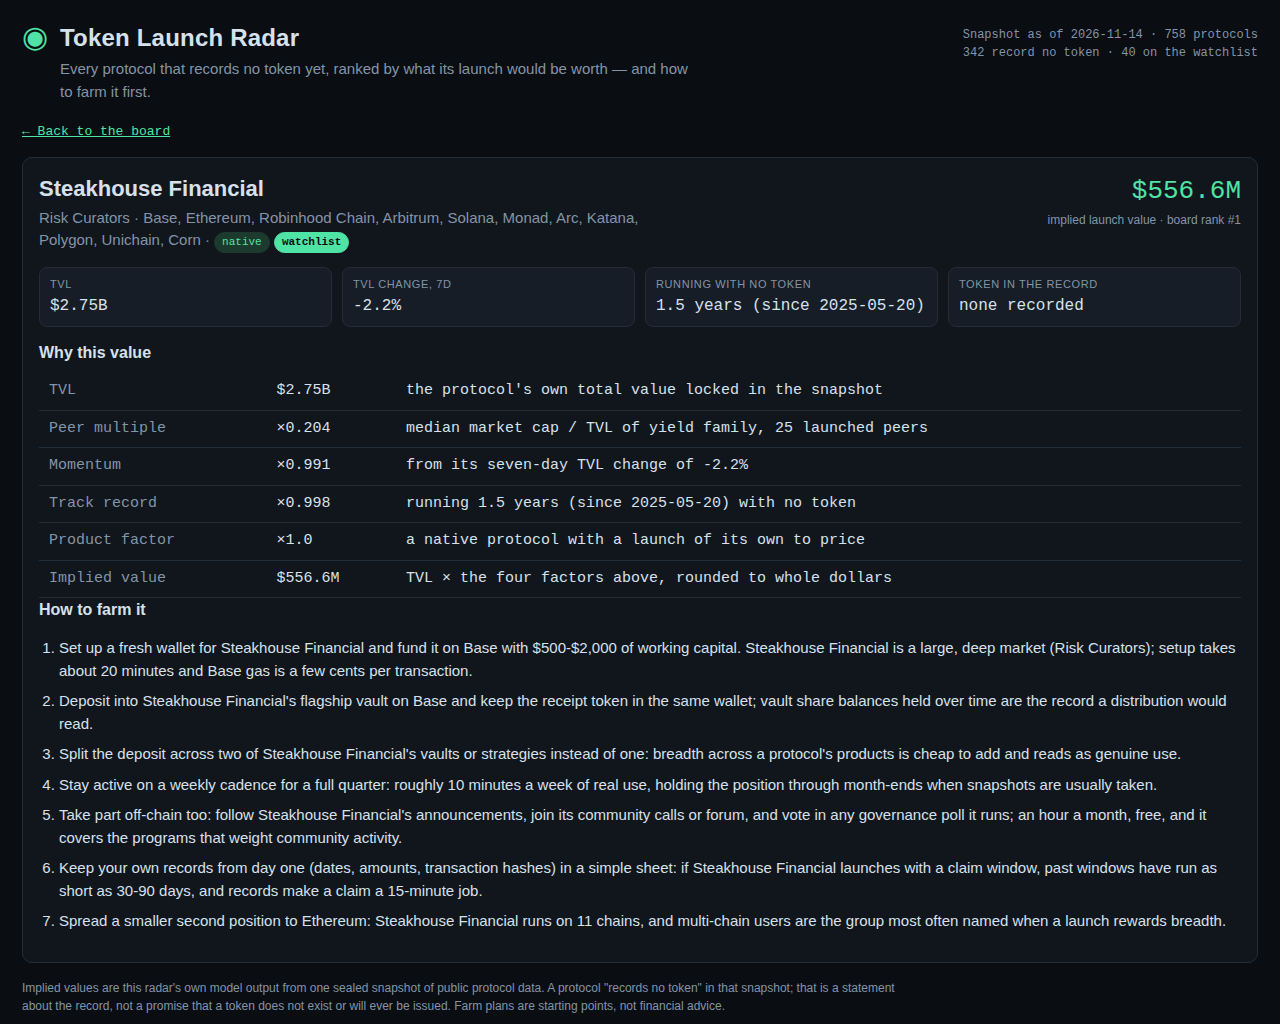 Token Launch Radar
Every protocol that records no token yet, ranked by what its launch would be worth — and how
to farm it first.
Snapshot as of 2026-11-14 · 758 protocols
342 record no token · 40 on the watchlist
← Back to the board
Steakhouse Financial
Risk Curators · Base, Ethereum, Robinhood Chain, Arbitrum, Solana, Monad, Arc, Katana,
Polygon, Unichain, Corn · native watchlist
$556.6M
implied launch value · board rank #1
TVL
$2.75B
TVL CHANGE, 7D
-2.2%
RUNNING WITH NO TOKEN
1.5 years (since 2025-05-20)
TOKEN IN THE RECORD
none recorded
Why this value
TVL $2.75B the protocol's own total value locked in the snapshot
Peer multiple ×0.204 median market cap / TVL of yield family, 25 launched peers
Momentum ×0.991 from its seven-day TVL change of -2.2%
Track record ×0.998 running 1.5 years (since 2025-05-20) with no token
Product factor ×1.0 a native protocol with a launch of its own to price
Implied value $556.6M TVL × the four factors above, rounded to whole dollars
How to farm it
1. Set up a fresh wallet for Steakhouse Financial and fund it on Base with $500-$2,000 of working capital. Steakhouse Financial is a large, deep market (Risk Curators); setup takes
about 20 minutes and Base gas is a few cents per transaction.
2. Deposit into Steakhouse Financial's flagship vault on Base and keep the receipt token in the same wallet; vault share balances held over time are the record a distribution would
read.
3. Split the deposit across two of Steakhouse Financial's vaults or strategies instead of one: breadth across a protocol's products is cheap to add and reads as genuine use.
4. Stay active on a weekly cadence for a full quarter: roughly 10 minutes a week of real use, holding the position through month-ends when snapshots are usually taken.
5. Take part off-chain too: follow Steakhouse Financial's announcements, join its community calls or forum, and vote in any governance poll it runs; an hour a month, free, and it
covers the programs that weight community activity.
6. Keep your own records from day one (dates, amounts, transaction hashes) in a simple sheet: if Steakhouse Financial launches with a claim window, past windows have run as
short as 30-90 days, and records make a claim a 15-minute job.
7. Spread a smaller second position to Ethereum: Steakhouse Financial runs on 11 chains, and multi-chain users are the group most often named when a launch rewards breadth.
Implied values are this radar's own model output from one sealed snapshot of public protocol data. A protocol "records no token" in that snapshot; that is a statement
about the record, not a promise that a token does not exist or will ever be issued. Farm plans are starting points, not financial advice.